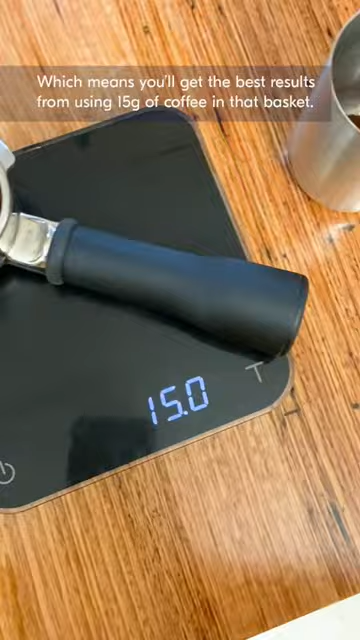 Which means you'll get the best results
from using 15g of coffee in that basket.
15.0
T